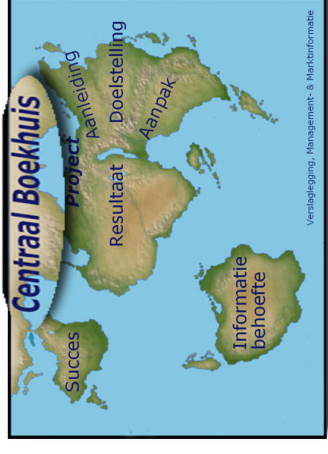 Centraal Boekhuis
Project
Aanleiding
Doelstelling
Aanpak
Resultaat
Succes
Informatie
behoefte
Verslaglegging, Management- & Marktinformatie